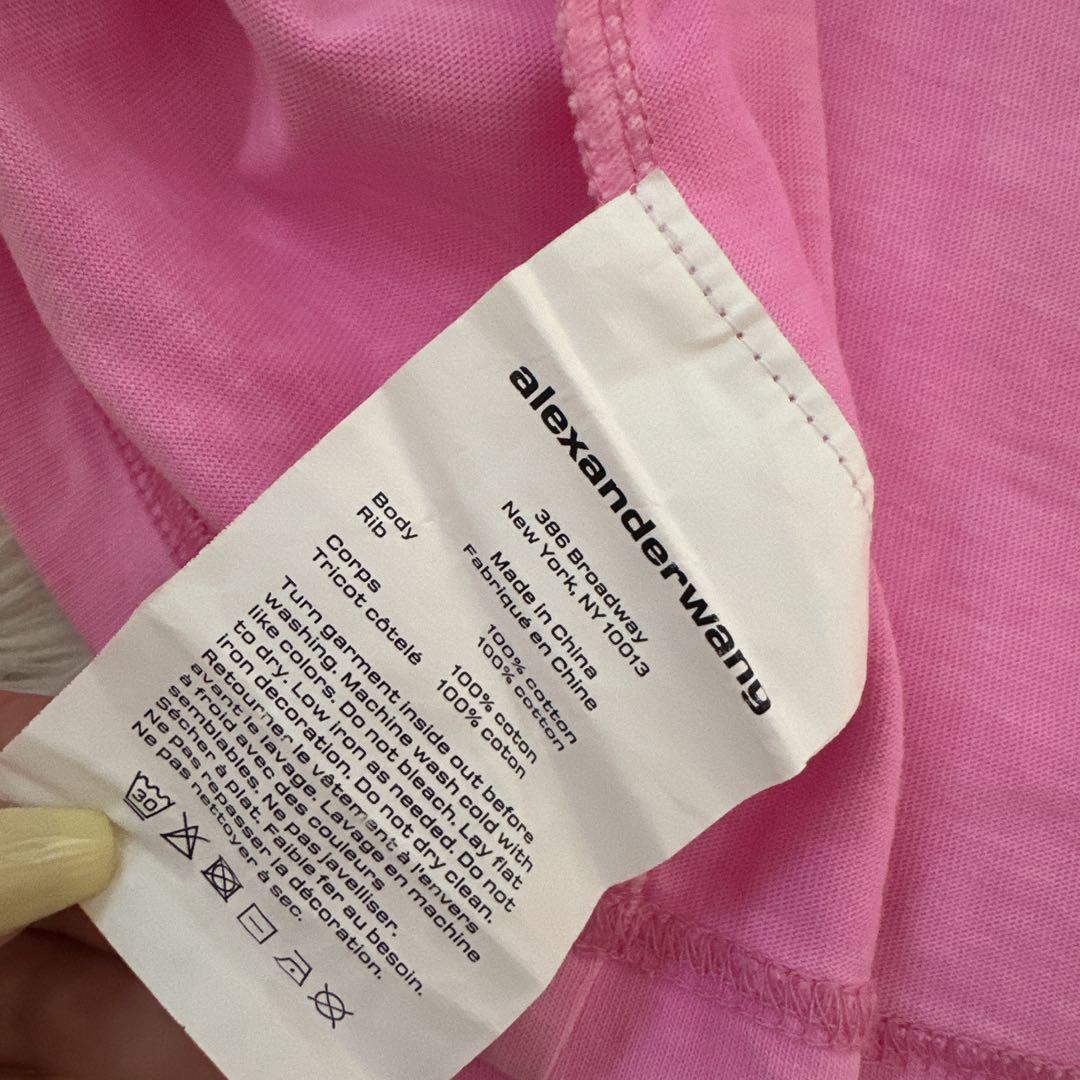 alexanderwang
386 Broadway
New York, NY 10013
Made in China
Fabriqué en Chine
Body 100% cotton
Rib 100% cotton
Corps 100% coton
Tricot côtelé 100% coton
Turn garment inside out before
washing. Machine wash cold with
like colors. Do not bleach. Lay flat
to dry. Low iron as needed. Do not
iron decoration. Do not dry clean.
Retourner le vêtement à l'envers
avant le lavage. Lavage en machine
à froid avec des couleurs
semblables. Ne pas javelliser.
Sécher à plat. Faible fer au besoin.
Ne pas repasser la décoration.
Ne pas nettoyer à sec.
30